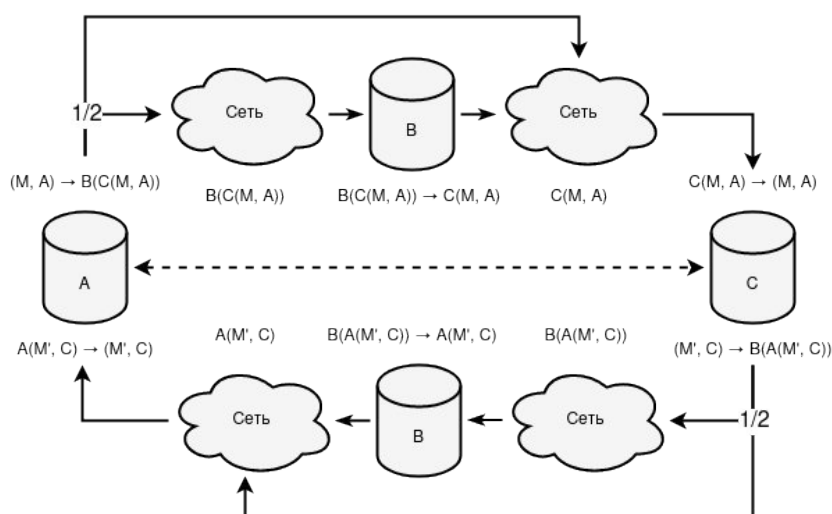 1/2
Сеть
B
Сеть
(M, A) → B(C(M, A))
B(C(M, A))
B(C(M, A)) → C(M, A)
C(M, A)
C(M, A) → (M, A)
A
C
A(M', C) → (M', C)
A(M', C)
B(A(M', C)) → A(M', C)
B(A(M', C))
(M', C) → B(A(M', C))
Сеть
B
Сеть
1/2